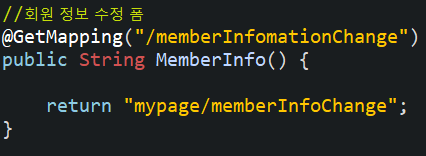 //회원 정보 수정 폼
@GetMapping("/memberInfomationChange")
public String MemberInfo() {
return "mypage/memberInfoChange";
}